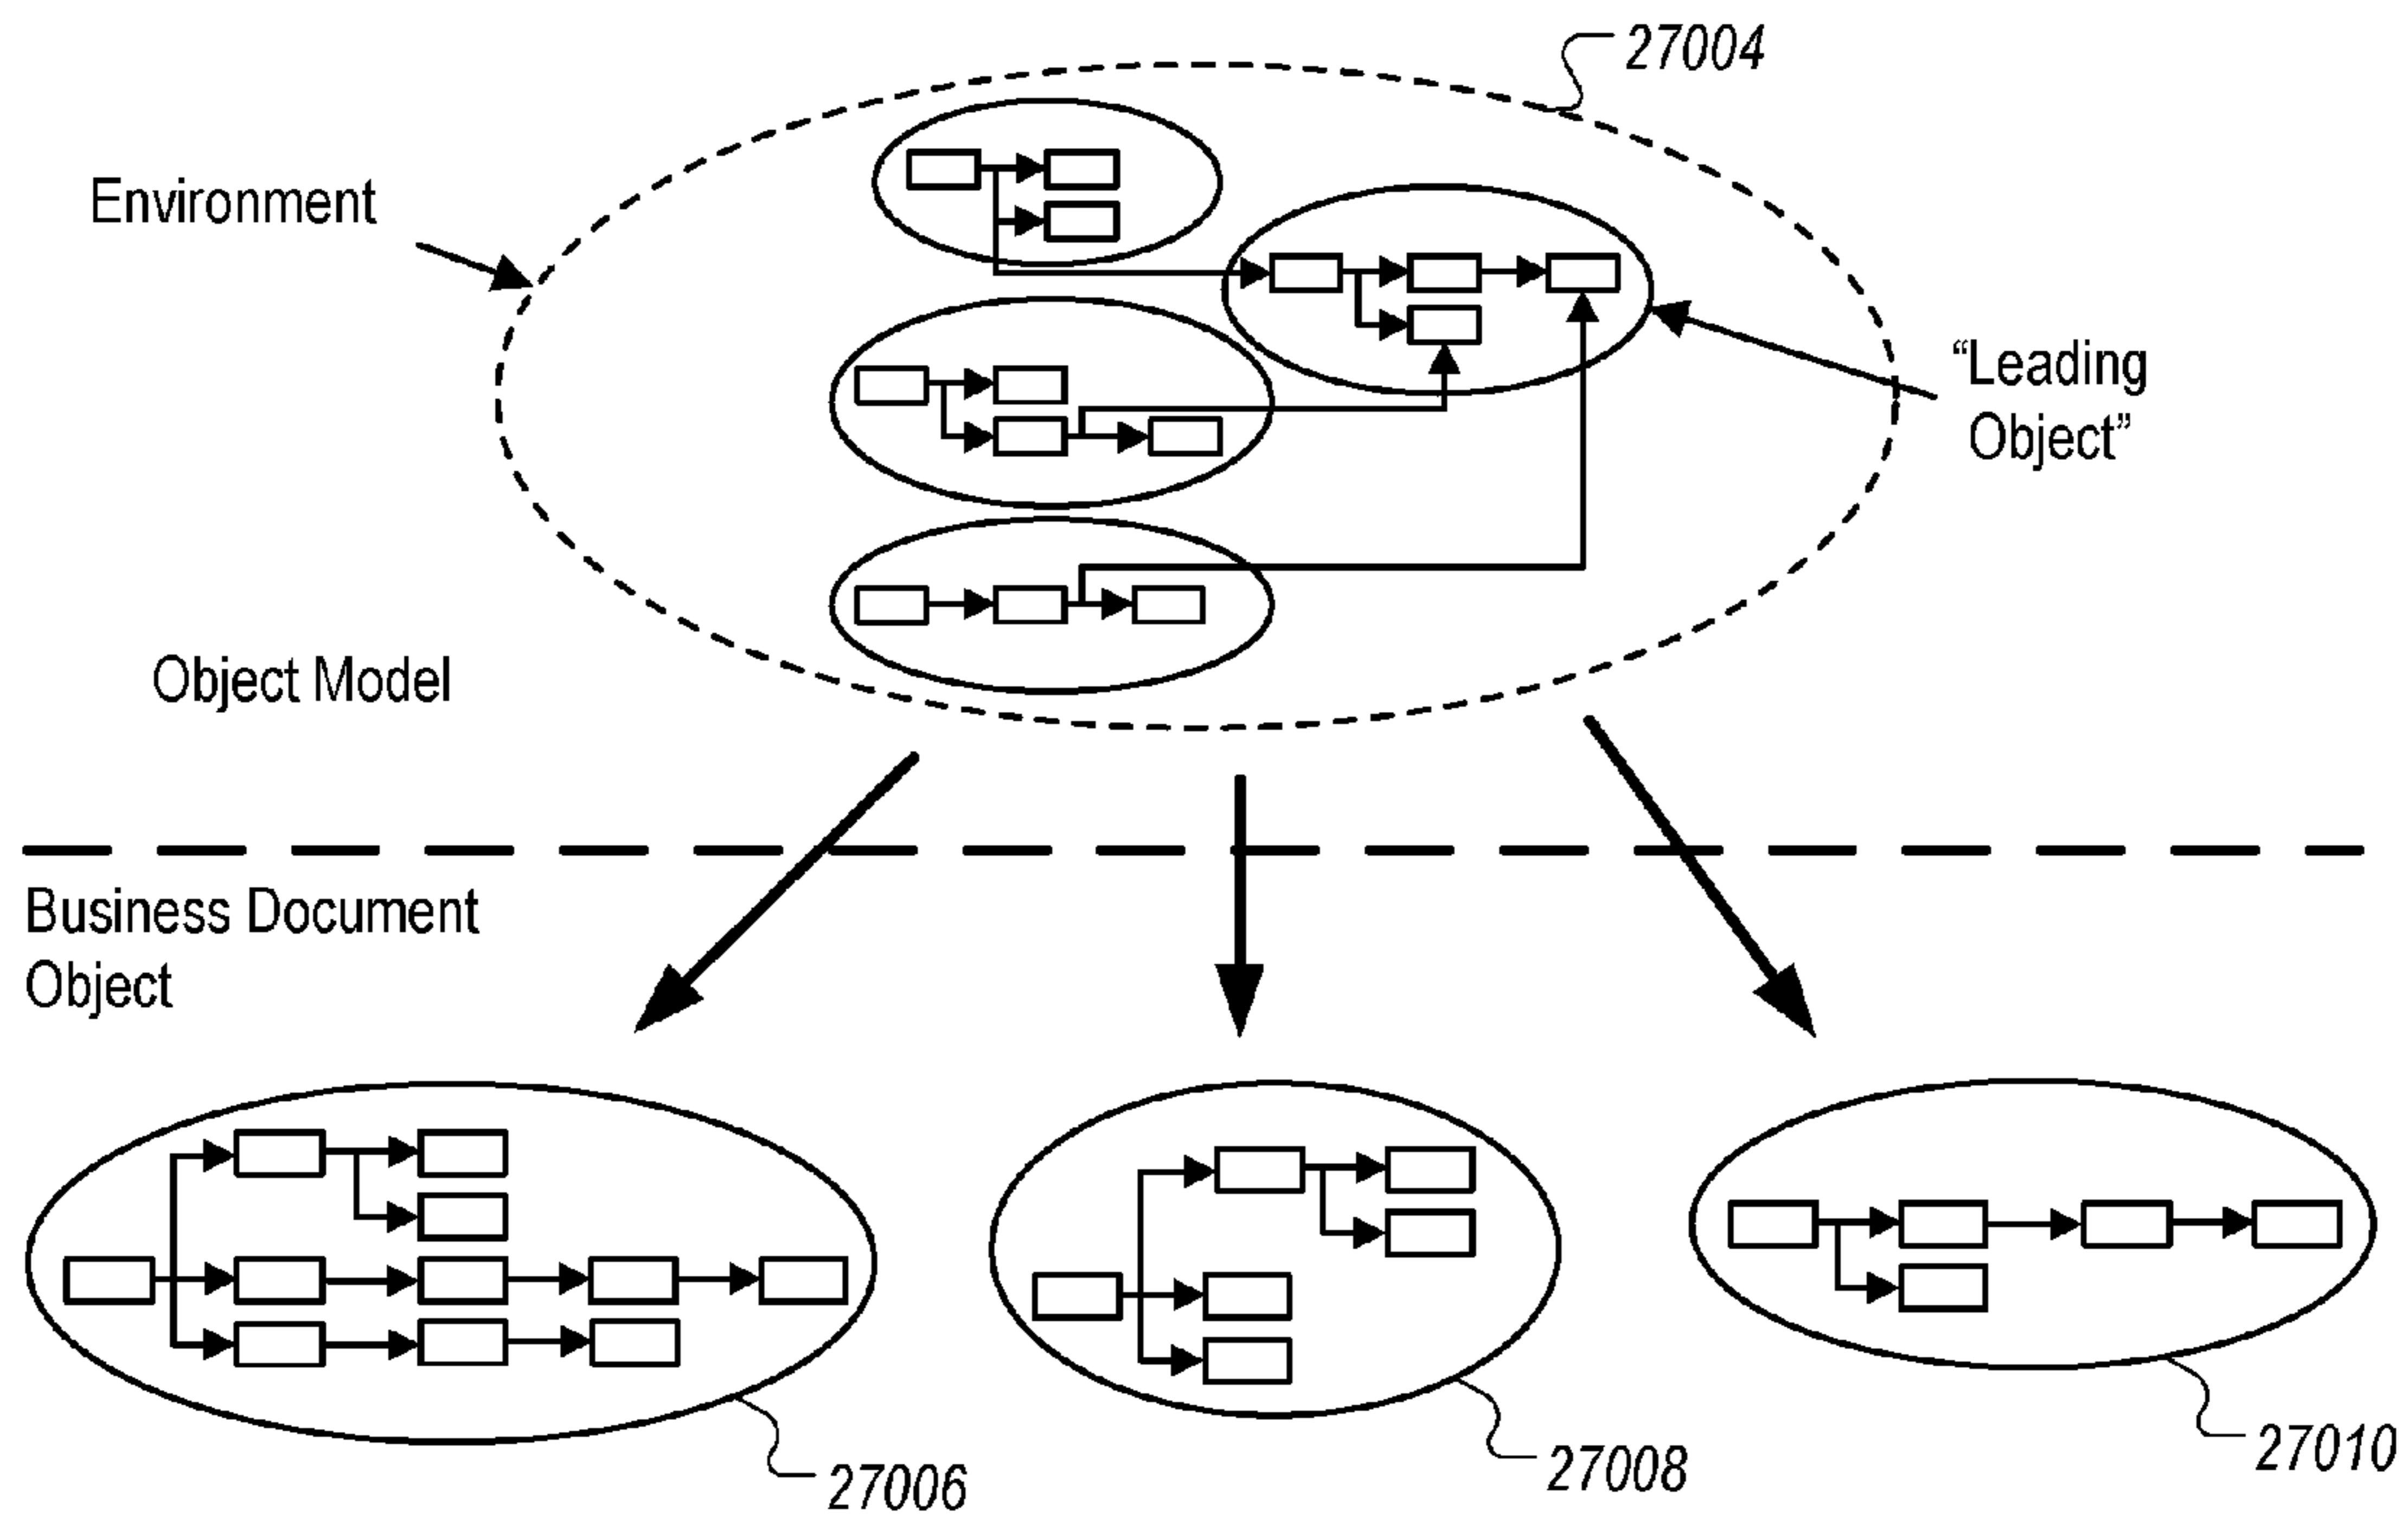 27004
Environment
“Leading
Object”
Object Model
Business Document
Object
27006
27008
27010